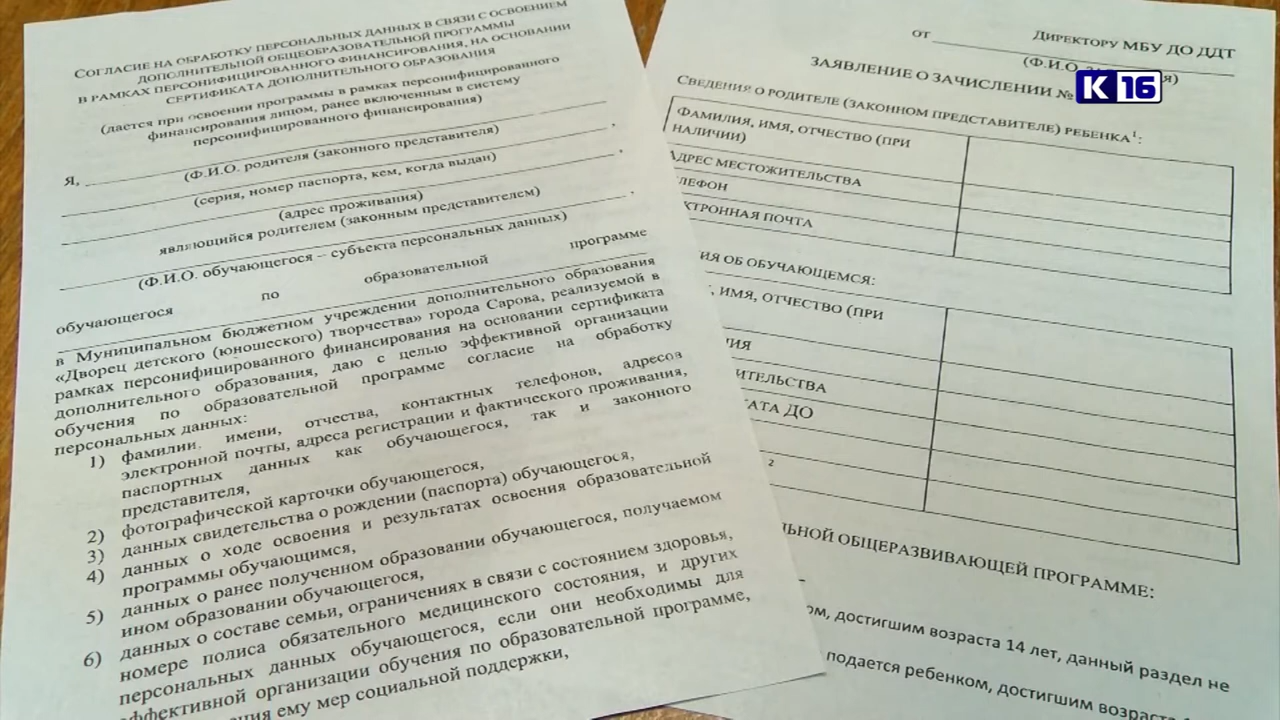 СОГЛАСИЕ НА ОБРАБОТКУ ПЕРСОНАЛЬНЫХ ДАННЫХ В СВЯЗИ С ОСВОЕНИЕМ
ДОПОЛНИТЕЛЬНОЙ ОБЩЕОБРАЗОВАТЕЛЬНОЙ ПРОГРАММЫ
В РАМКАХ ПЕРСОНИФИЦИРОВАННОГО ФИНАНСИРОВАНИЯ, НА ОСНОВАНИИ
СЕРТИФИКАТА ДОПОЛНИТЕЛЬНОГО ОБРАЗОВАНИЯ
(дается при освоении программы в рамках персонифицированного
финансирования лицом, ранее включенным в систему
персонифицированного финансирования)
Я, ,
(Ф.И.О. родителя (законного представителя)
,
(серия, номер паспорта, кем, когда выдан)
(адрес проживания) ,
являющийся родителем (законным представителем)
(Ф.И.О. обучающегося – субъекта персональных данных)
обучающегося по образовательной программе
в Муниципальном бюджетном учреждении дополнительного образования
«Дворец детского (юношеского) творчества» города Сарова, реализуемой в
рамках персонифицированного финансирования на основании сертификата
дополнительного образования, даю с целью эффективной организации
обучения по образовательной программе согласие на обработку
персональных данных:
1) фамилии, имени, отчества, контактных телефонов, адресов
электронной почты, адреса регистрации и фактического проживания,
паспортных данных как обучающегося, так и законного
представителя,
2) фотографической карточки обучающегося,
3) данных свидетельства о рождении (паспорта) обучающегося,
4) данных о ходе освоения и результатах освоения образовательной
программы обучающимся,
5) данных о ранее полученном образовании обучающегося, получаемом
ином образовании обучающегося,
6) данных о составе семьи, ограничениях в связи с состоянием здоровья,
номере полиса обязательного медицинского состояния, и других
персональных данных обучающегося, если они необходимы для
эффективной организации обучения по образовательной программе,
ему мер социальной поддержки,
ДИРЕКТОРУ МБУ ДО ДДТ
от
(Ф.И.О.
ЗАЯВЛЕНИЕ О ЗАЧИСЛЕНИИ №
К 16
СВЕДЕНИЯ О РОДИТЕЛЕ (ЗАКОННОМ ПРЕДСТАВИТЕЛЕ) РЕБЕНКА¹:
ФАМИЛИЯ, ИМЯ, ОТЧЕСТВО (ПРИ
НАЛИЧИИ)
АДРЕС МЕСТОЖИТЕЛЬСТВА
ЛЕФОН
КТРОННАЯ ПОЧТА
ИЯ ОБ ОБУЧАЮЩЕМСЯ:
, ИМЯ, ОТЧЕСТВО (ПРИ
ИЯ
ИТЕЛЬСТВА
АТА ДО
²
ЛЬНОЙ ОБЩЕРАЗВИВАЮЩЕЙ ПРОГРАММЕ:
ом, достигшим возраста 14 лет, данный раздел не
подается ребенком, достигшим возраста